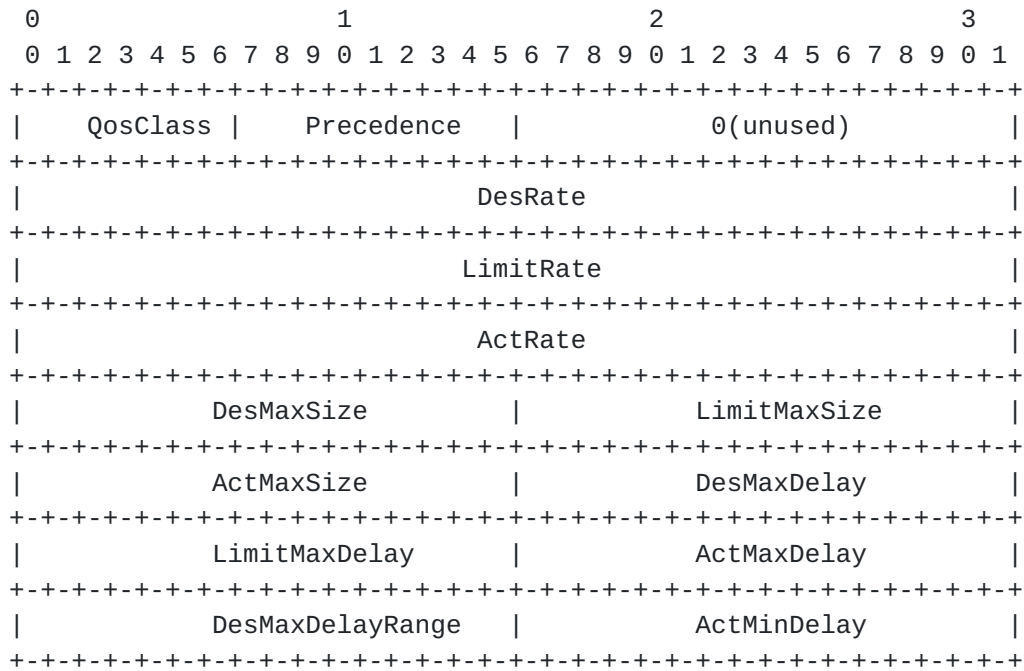 0                   1                   2                   3
 0 1 2 3 4 5 6 7 8 9 0 1 2 3 4 5 6 7 8 9 0 1 2 3 4 5 6 7 8 9 0 1
+-+-+-+-+-+-+-+-+-+-+-+-+-+-+-+-+-+-+-+-+-+-+-+-+-+-+-+-+-+-+-+-+
|    QosClass |    Precedence   |            0(unused)          |
+-+-+-+-+-+-+-+-+-+-+-+-+-+-+-+-+-+-+-+-+-+-+-+-+-+-+-+-+-+-+-+-+
|                             DesRate                           |
+-+-+-+-+-+-+-+-+-+-+-+-+-+-+-+-+-+-+-+-+-+-+-+-+-+-+-+-+-+-+-+-+
|                            LimitRate                          |
+-+-+-+-+-+-+-+-+-+-+-+-+-+-+-+-+-+-+-+-+-+-+-+-+-+-+-+-+-+-+-+-+
|                             ActRate                           |
+-+-+-+-+-+-+-+-+-+-+-+-+-+-+-+-+-+-+-+-+-+-+-+-+-+-+-+-+-+-+-+-+
|            DesMaxSize         |           LimitMaxSize        |
+-+-+-+-+-+-+-+-+-+-+-+-+-+-+-+-+-+-+-+-+-+-+-+-+-+-+-+-+-+-+-+-+
|            ActMaxSize         |           DesMaxDelay         |
+-+-+-+-+-+-+-+-+-+-+-+-+-+-+-+-+-+-+-+-+-+-+-+-+-+-+-+-+-+-+-+-+
|            LimitMaxDelay      |           ActMaxDelay         |
+-+-+-+-+-+-+-+-+-+-+-+-+-+-+-+-+-+-+-+-+-+-+-+-+-+-+-+-+-+-+-+-+
|            DesMaxDelayRange   |           ActMinDelay         |
+-+-+-+-+-+-+-+-+-+-+-+-+-+-+-+-+-+-+-+-+-+-+-+-+-+-+-+-+-+-+-+-+